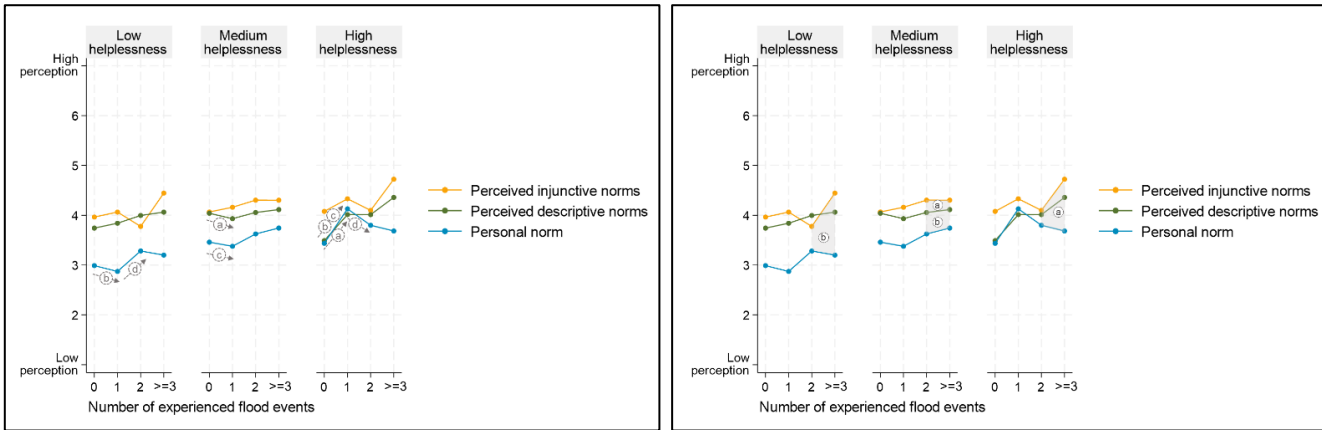 Low helplessness
Medium helplessness
High helplessness
High perception
6
5
4
3
2
Low perception
a
b
c
d
a
c
b
c
a
d
0 1 2 >=3
0 1 2 >=3
0 1 2 >=3
Number of experienced flood events
Perceived injunctive norms
Perceived descriptive norms
Personal norm
Low helplessness
Medium helplessness
High helplessness
High perception
6
5
4
3
2
Low perception
b
a
b
a
0 1 2 >=3
0 1 2 >=3
0 1 2 >=3
Number of experienced flood events
Perceived injunctive norms
Perceived descriptive norms
Personal norm